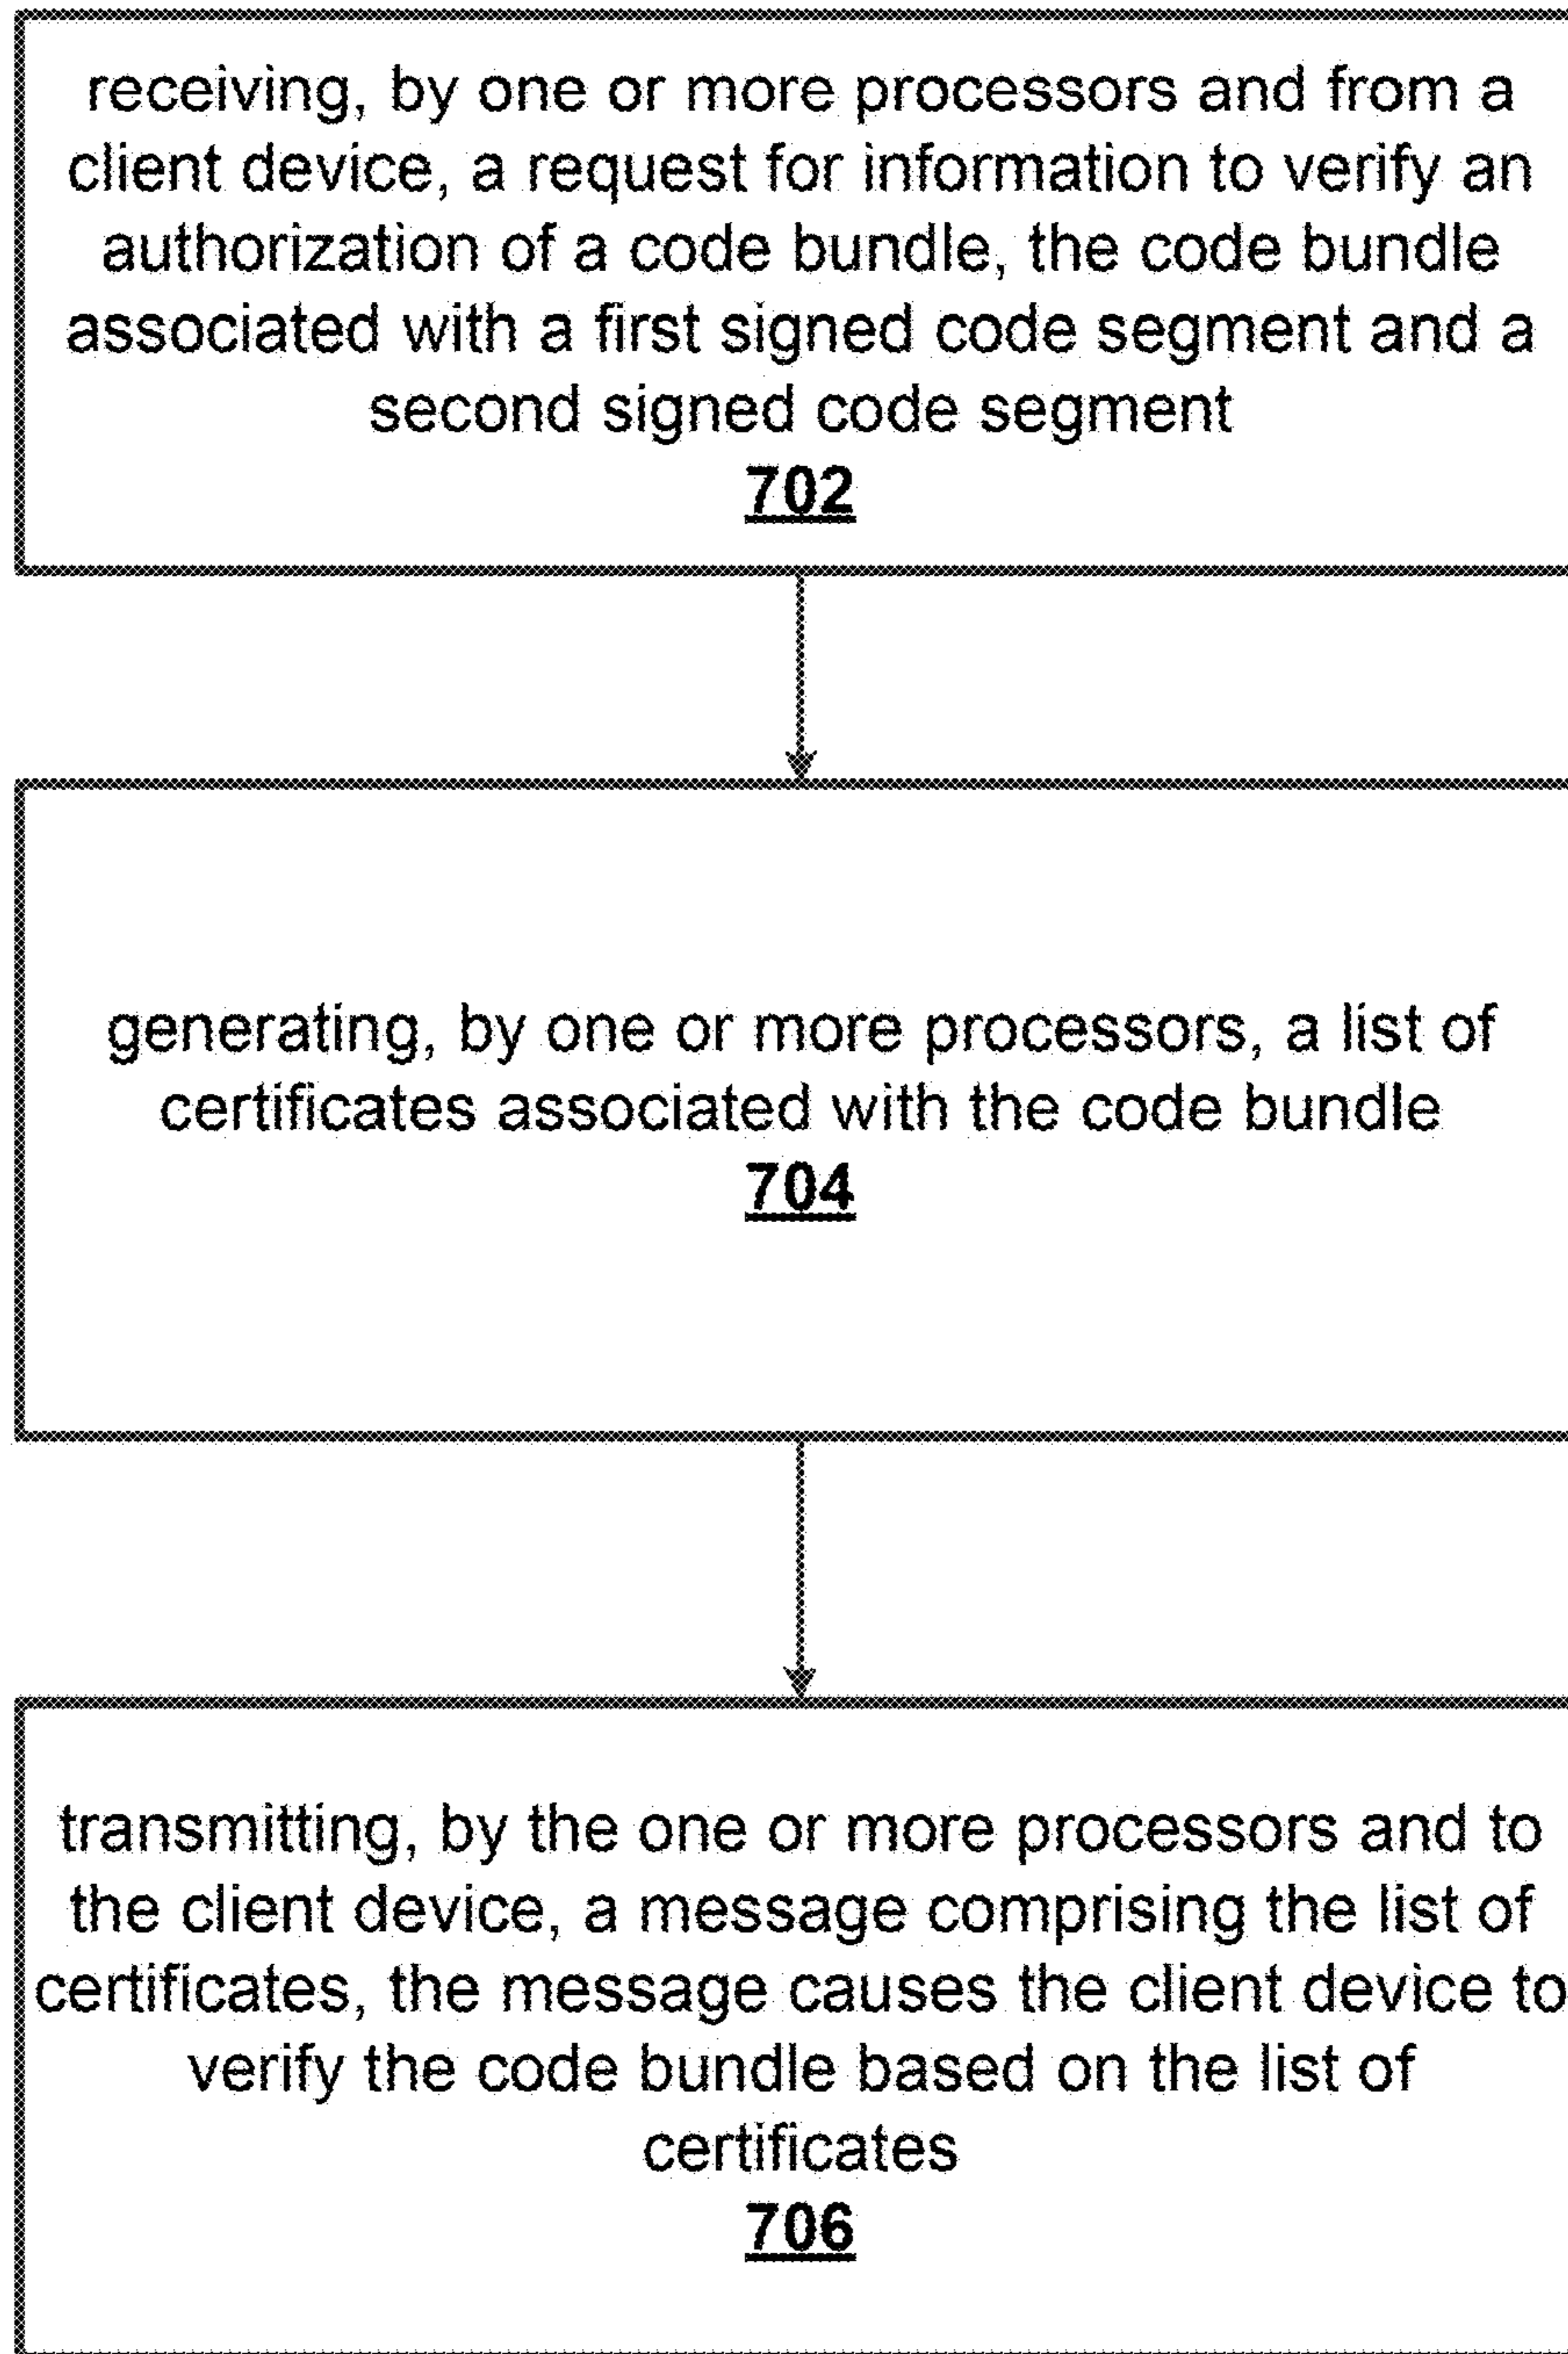 receiving, by one or more processors and from a
client device, a request for information to verify an
authorization of a code bundle, the code bundle
associated with a first signed code segment and a
second signed code segment
702
generating, by one or more processors, a list of
certificates associated with the code bundle
704
transmitting, by the one or more processors and to
the client device, a message comprising the list of
certificates, the message causes the client device to
verify the code bundle based on the list of
certificates
706